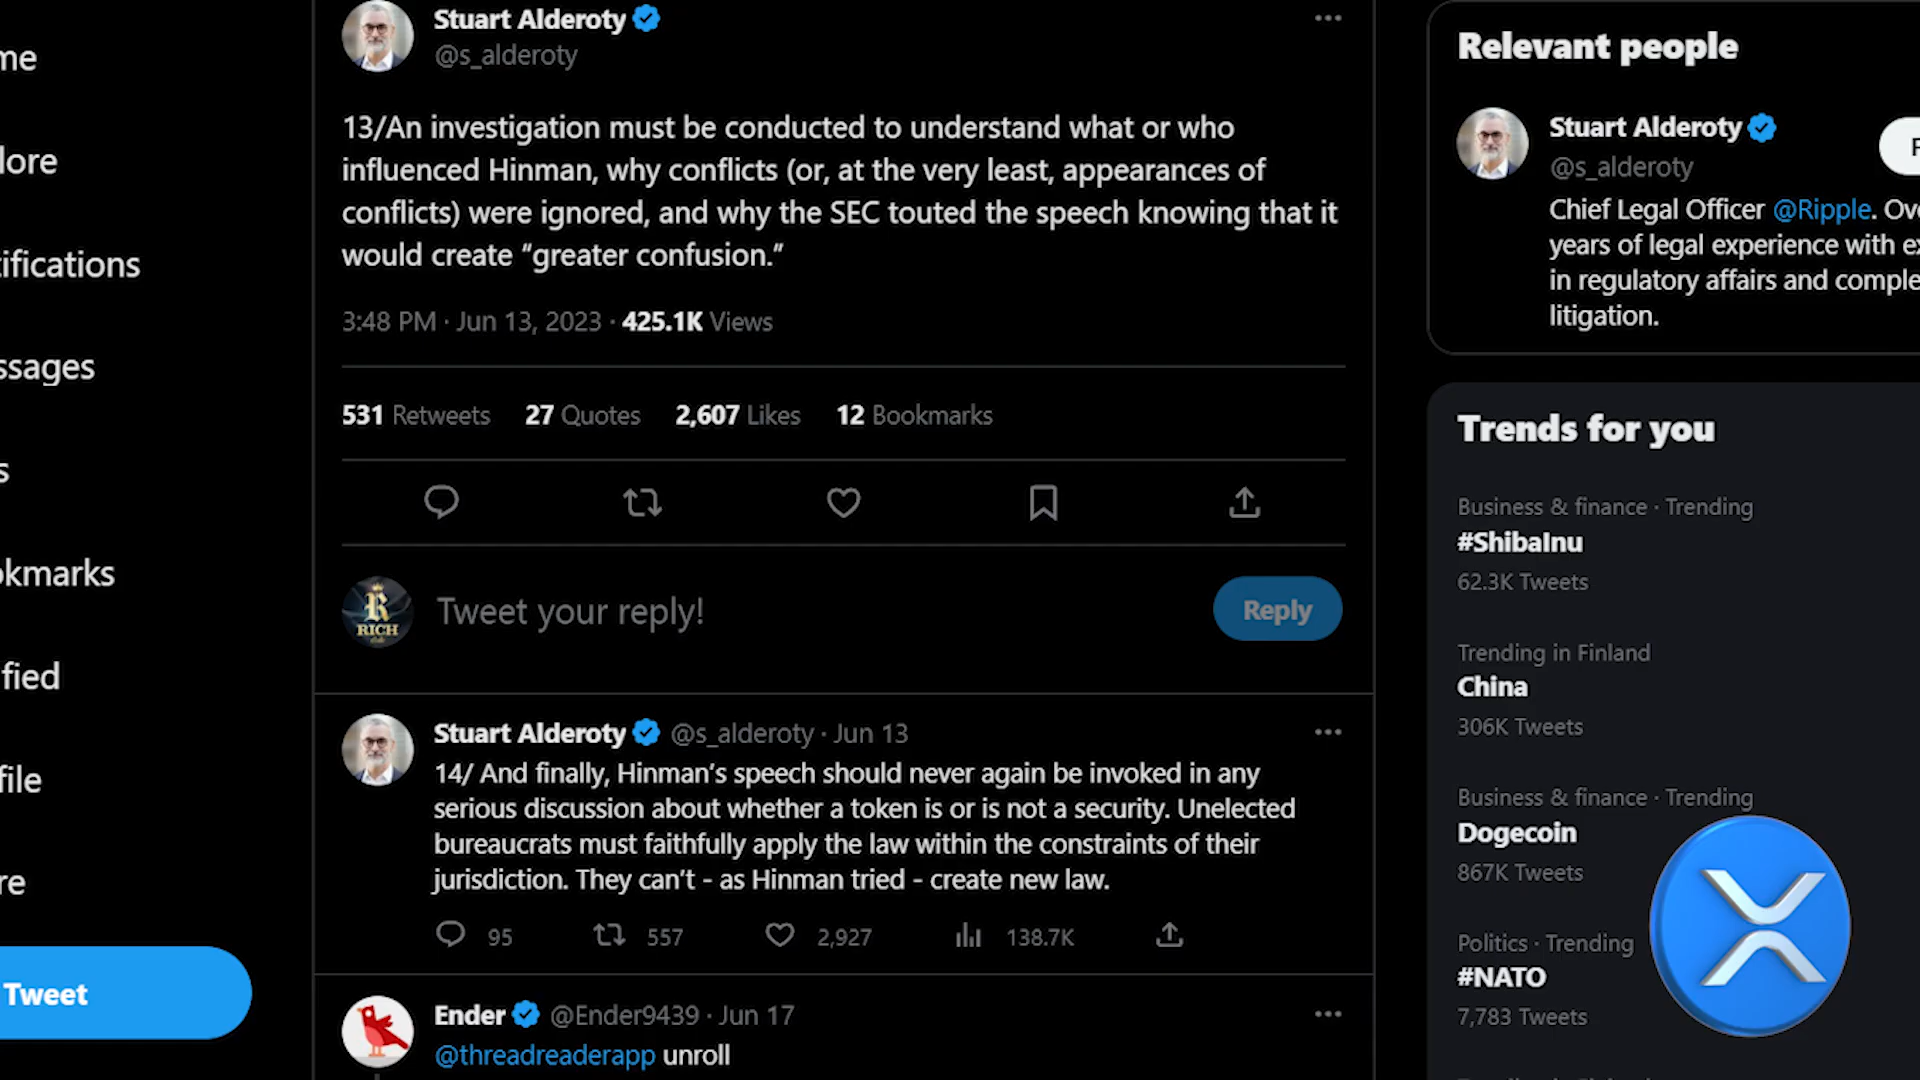 me
lore
tifications
ssages
s
okmarks
fied
file
re
Tweet
Stuart Alderoty
@s_alderoty
13/An investigation must be conducted to understand what or who
influenced Hinman, why conflicts (or, at the very least, appearances of
conflicts) were ignored, and why the SEC touted the speech knowing that it
would create “greater confusion.”
3:48 PM · Jun 13, 2023 · 425.1K Views
531 Retweets 27 Quotes 2,607 Likes 12 Bookmarks
R
RICH
Tweet your reply!
Reply
Stuart Alderoty @s_alderoty · Jun 13
14/ And finally, Hinman’s speech should never again be invoked in any
serious discussion about whether a token is or is not a security. Unelected
bureaucrats must faithfully apply the law within the constraints of their
jurisdiction. They can’t - as Hinman tried - create new law.
95 557 2,927 138.7K
Ender @Ender9439 · Jun 17
@threadreaderapp unroll
Relevant people
Stuart Alderoty
@s_alderoty
F
Chief Legal Officer @Ripple. Ove
years of legal experience with ex
in regulatory affairs and comple
litigation.
Trends for you
Business & finance · Trending
#ShibaInu
62.3K Tweets
Trending in Finland
China
306K Tweets
Business & finance · Trending
Dogecoin
867K Tweets
Politics · Trending
#NATO
7,783 Tweets